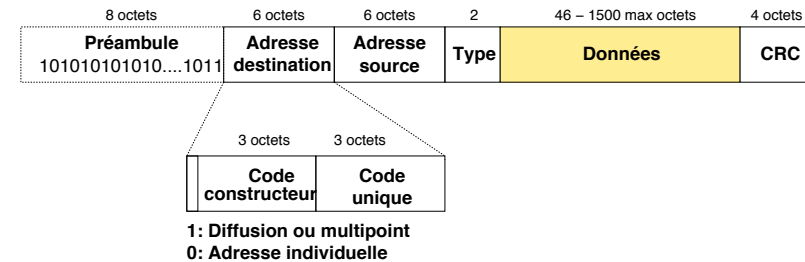 8 octets 6 octets 6 octets 2 46 – 1500 max octets 4 octets
Préambule Adresse Adresse Type Données CRC
101010101010....1011 destination source
3 octets 3 octets
Code Code
constructeur unique
1: Diffusion ou multipoint
0: Adresse individuelle